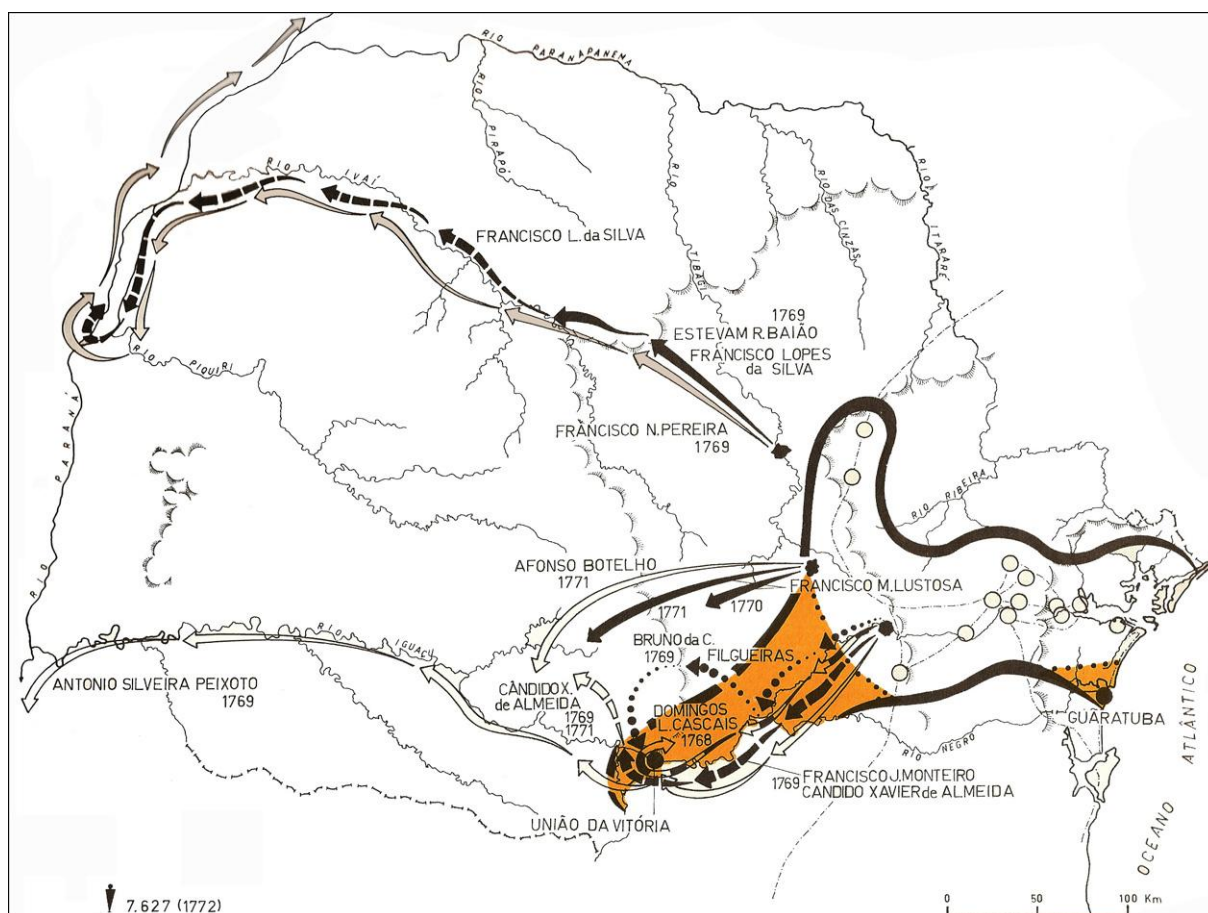 RIO PARANAPANEMA
RIO PIRAPÓ
RIO IVAÍ
RIO TIBAGI
RIO DAS CINZAS
RIO ITARARÉ
FRANCISCO L. da SILVA
1769
ESTEVAM R. BAIÃO
FRANCISCO LOPES
da SILVA
RIO PIQUIRI
RIO PARANÁ
FRANCISCO N. PEREIRA
1769
RIO RIBEIRA
AFONSO BOTELHO
1771
FRANCISCO M. LUSTOSA
1771
1770
BRUNO da C.
1769
FILGUEIRAS
RIO IGUAÇU
ANTONIO SILVEIRA PEIXOTO
1769
CÂNDIDO X.
de ALMEIDA
1769
1771
DOMINGOS
L. CASCAIS
1768
GUARATUBA
RIO NEGRO
1769
FRANCISCO J. MONTEIRO
CANDIDO XAVIER de ALMEIDA
UNIÃO DA VITÓRIA
OCEANO ATLÂNTICO
7.627 (1772)
0 50 100 Km